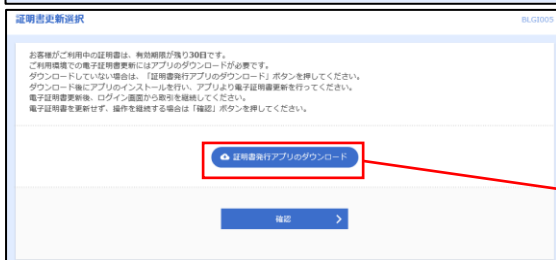 証明書更新選択
BLGI005
お客様がご利用中の証明書は、有効期限が残り30日です。
ご利用環境での電子証明書更新にはアプリのダウンロードが必要です。
ダウンロードしていない場合は、「証明書発行アプリのダウンロード」ボタンを押してください。
ダウンロード後にアプリのインストールを行い、アプリより電子証明書更新を行ってください。
電子証明書更新後、ログイン画面から取引を継続してください。
電子証明書を更新せず、操作を継続する場合は「確認」ボタンを押してください。
証明書発行アプリのダウンロード
確認